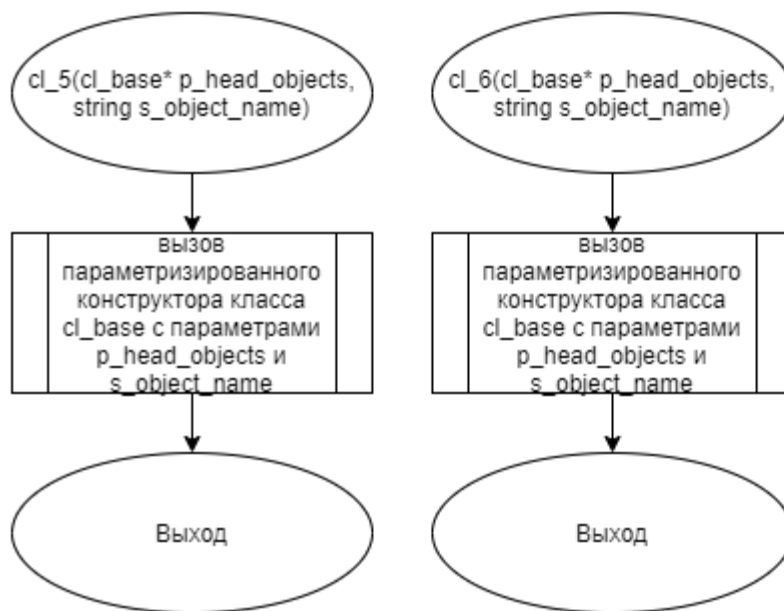 cl_5(cl_base* p_head_objects,
string s_object_name)
вызов
параметризированного
конструктора класса
cl_base с параметрами
p_head_objects и
s_object_name
Выход
cl_6(cl_base* p_head_objects,
string s_object_name)
вызов
параметризированного
конструктора класса
cl_base с параметрами
p_head_objects и
s_object_name
Выход